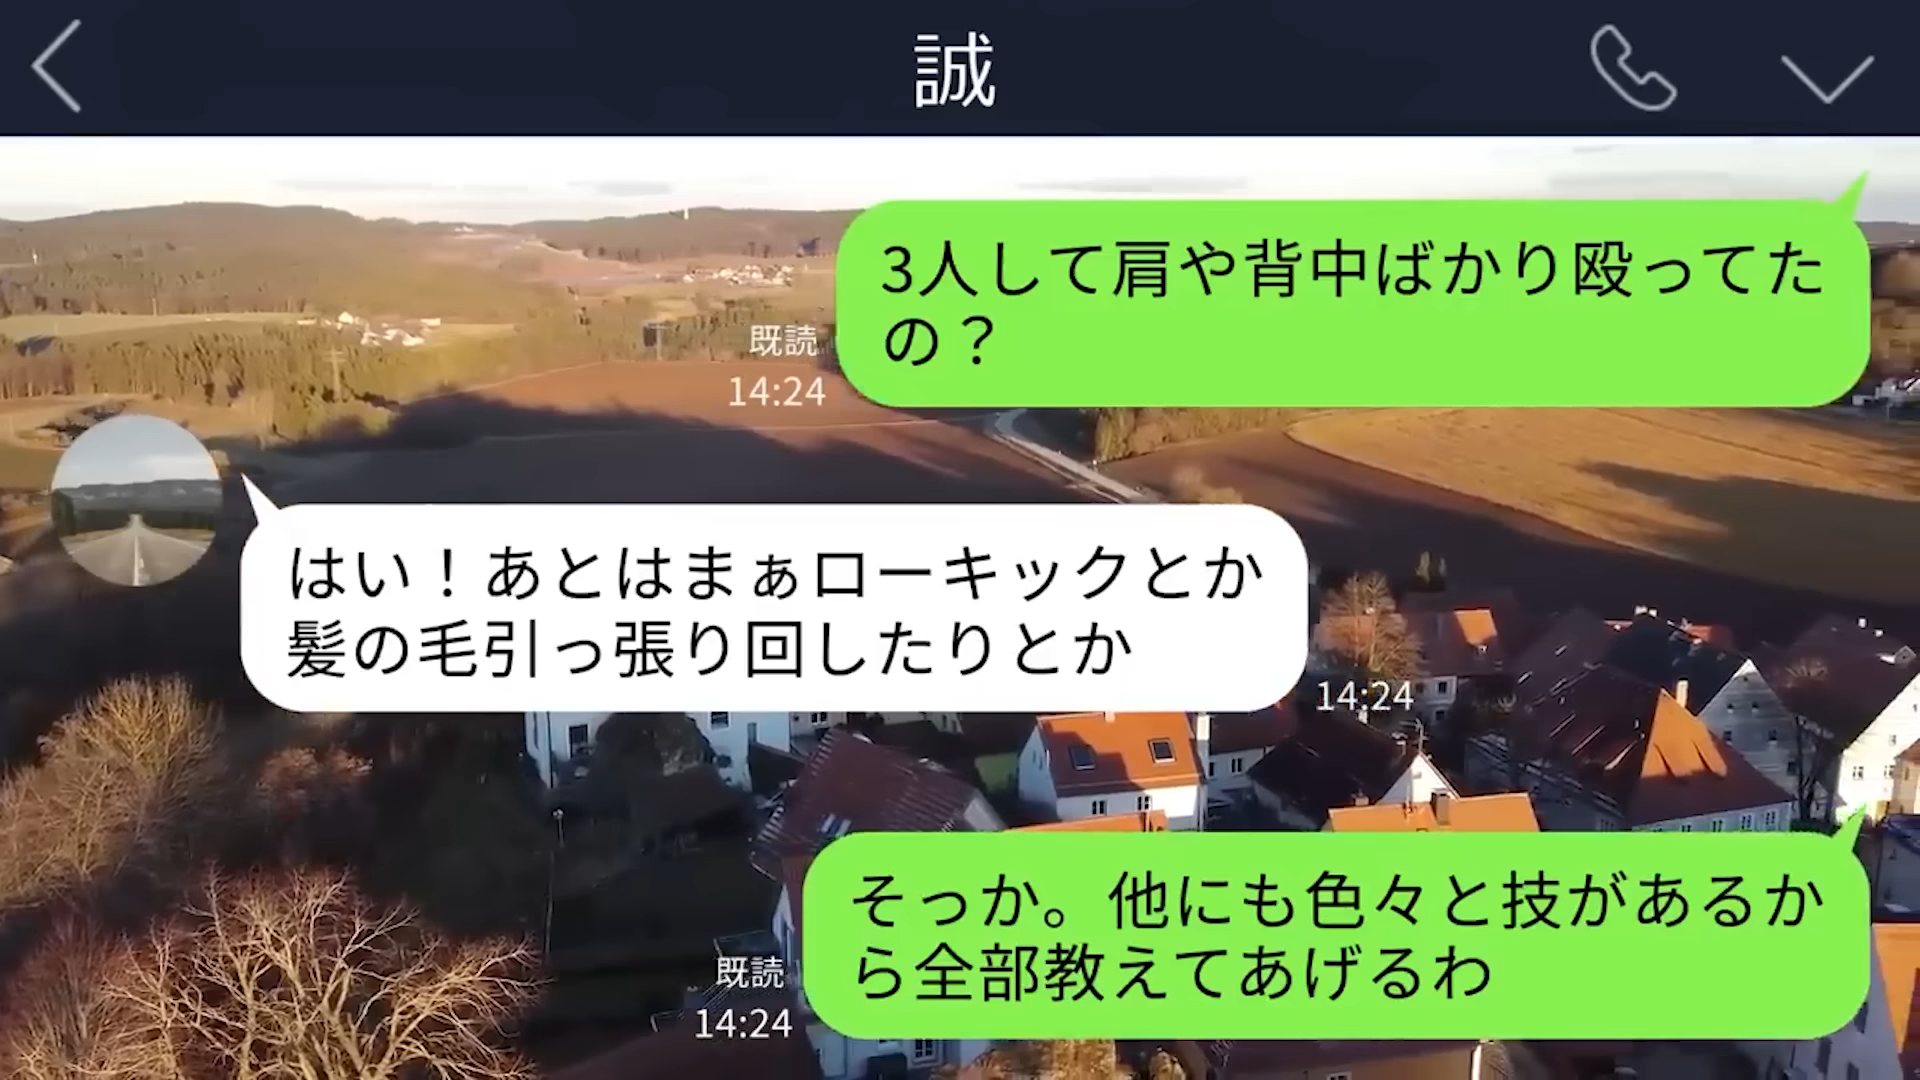 誠
3人して肩や背中ばかり殴ってた
の？
既読
14:24
はい！あとはまぁローキックとか
髪の毛引っ張り回したりとか
14:24
そっか。他にも色々と技があるか
ら全部教えてあげるわ
既読
14:24